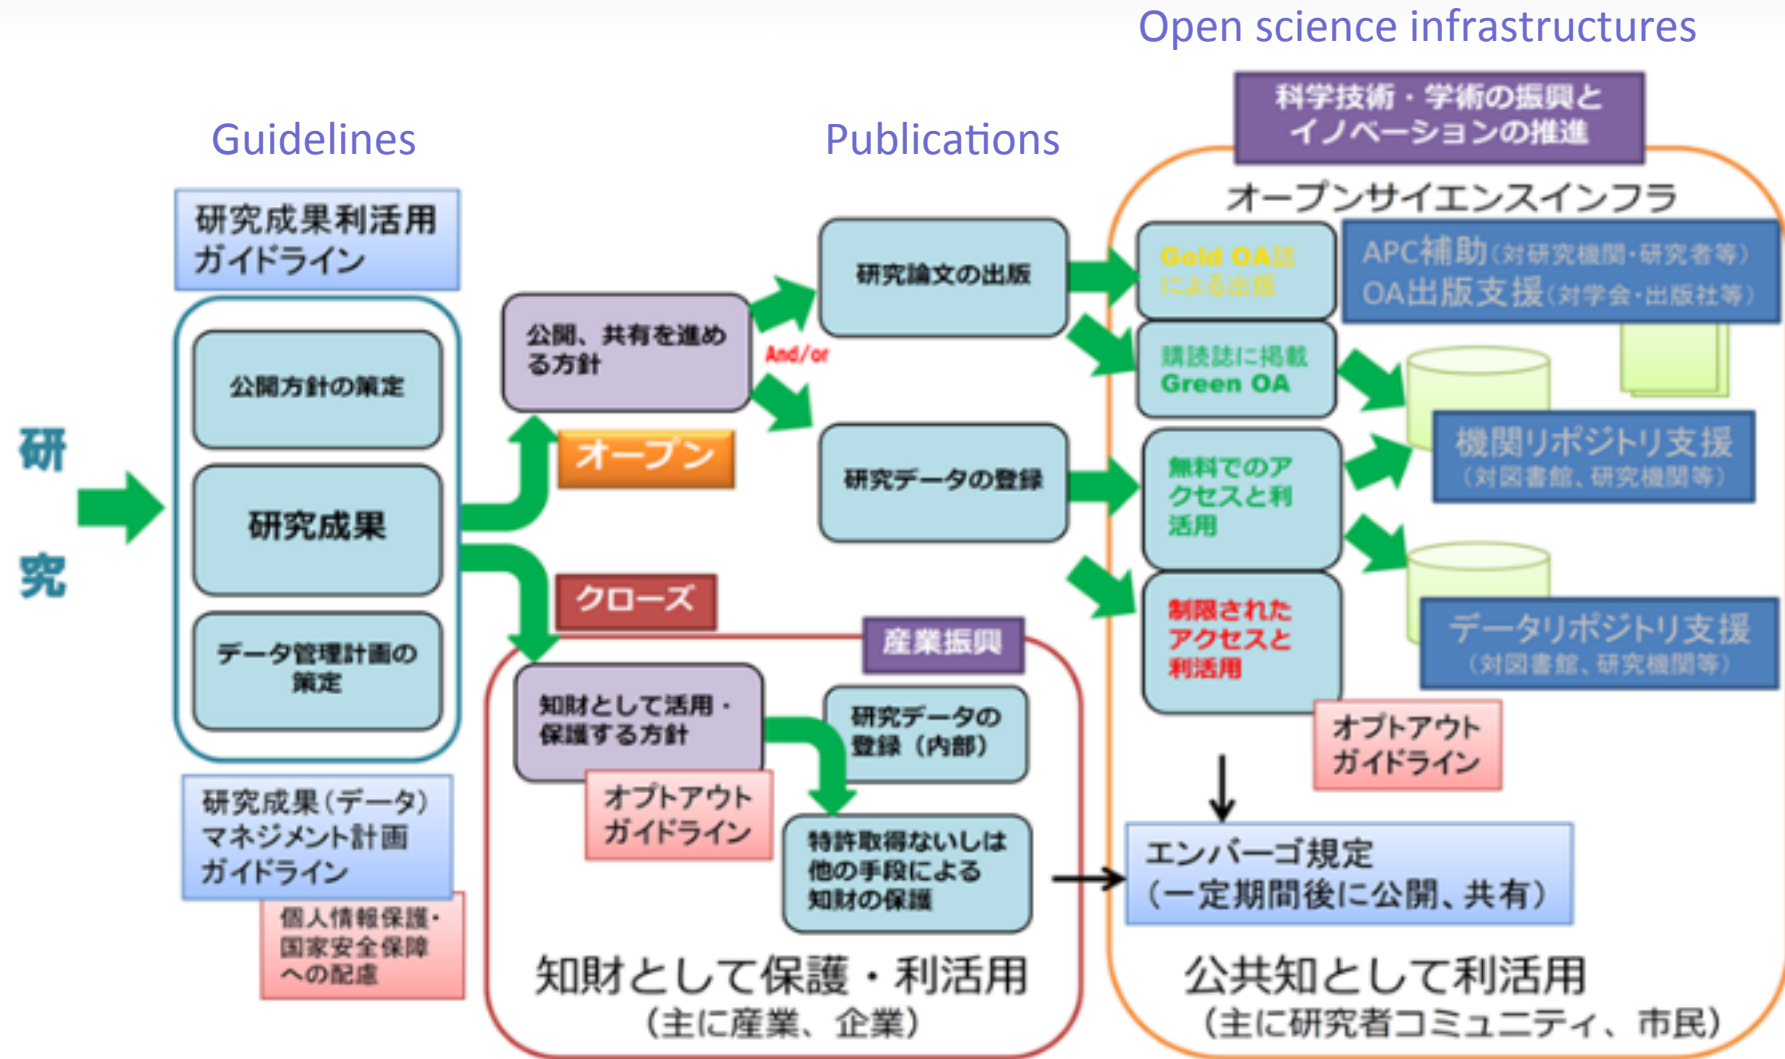 Open science infrastructures
Guidelines
Publications
科学技術・学術の振興と
イノベーションの推進
オープンサイエンスインフラ
研究成果利活用
ガイドライン
公開方針の策定
研究成果
データ管理計画の
策定
研
究
研究成果(データ)
マネジメント計画
ガイドライン
個人情報保護・
国家安全保障
への配慮
公開、共有を進め
る方針
And/or
オープン
クローズ
研究論文の出版
研究データの登録
Gold OA誌
による出版
購読誌に掲載
Green OA
無料でのア
クセスと利
活用
制限された
アクセスと
利活用
APC補助(対研究機関・研究者等)
OA出版支援(対学会・出版社等)
機関リポジトリ支援
(対図書館、研究機関等)
データリポジトリ支援
(対図書館、研究機関等)
オプトアウト
ガイドライン
産業振興
知財として活用・
保護する方針
研究データの
登録(内部)
オプトアウト
ガイドライン
特許取得ないしは
他の手段による
知財の保護
エンバーゴ規定
(一定期間後に公開、共有)
知財として保護・利活用
(主に産業、企業)
公共知として利活用
(主に研究者コミュニティ、市民)